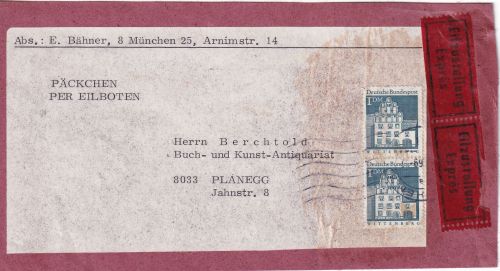 Abs.: E. Bähner, 8 München 25, Arnimstr. 14
PÄCKCHEN
PER EILBOTEN
Herrn Berchtold
Buch- und Kunst-Antiquariat
8033 PLANEGG
Jahnstr. 8
Deutsche Bundespost
1 DM
WITTENBERG
Deutsche Bundespost
1 DM
WITTENBERG
Eilzustellung
Exprès
Eilzustellung
Exprès